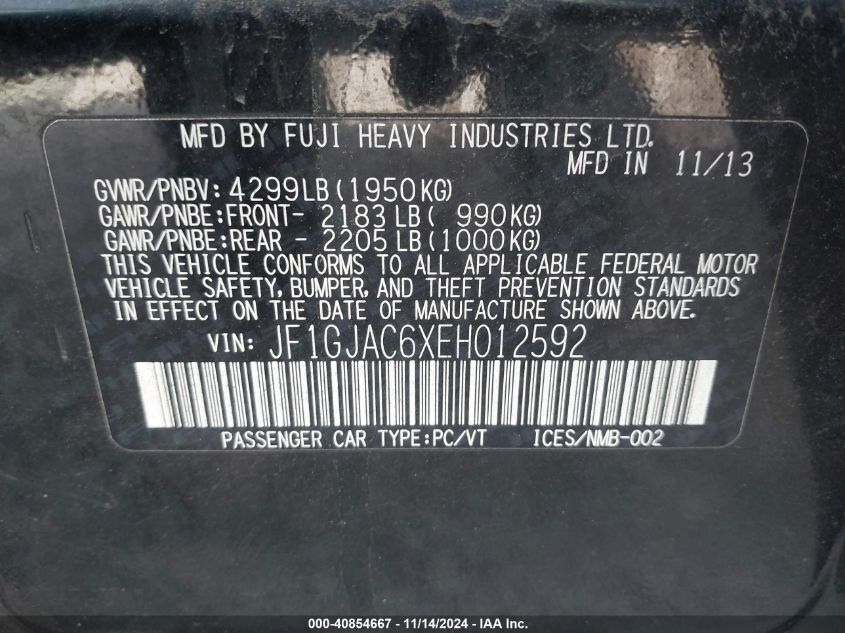 MFD BY FUJI HEAVY INDUSTRIES LTD.
MFD IN 11/13
GVWR/PNBV: 4299LB(1950KG)
GAWR/PNBE:FRONT- 2183 LB( 990KG)
GAWR/PNBE:REAR - 2205 LB(1000KG)
THIS VEHICLE CONFORMS TO ALL APPLICABLE FEDERAL MOTOR
VEHICLE SAFETY, BUMPER, AND THEFT PREVENTION STANDARDS
IN EFFECT ON THE DATE OF MANUFACTURE SHOWN ABOVE.
VIN: JF1GJAC6XEH012592
PASSENGER CAR TYPE:PC/VT ICES/NMB-002
000-40854667 - 11/14/2024 - IAA Inc.